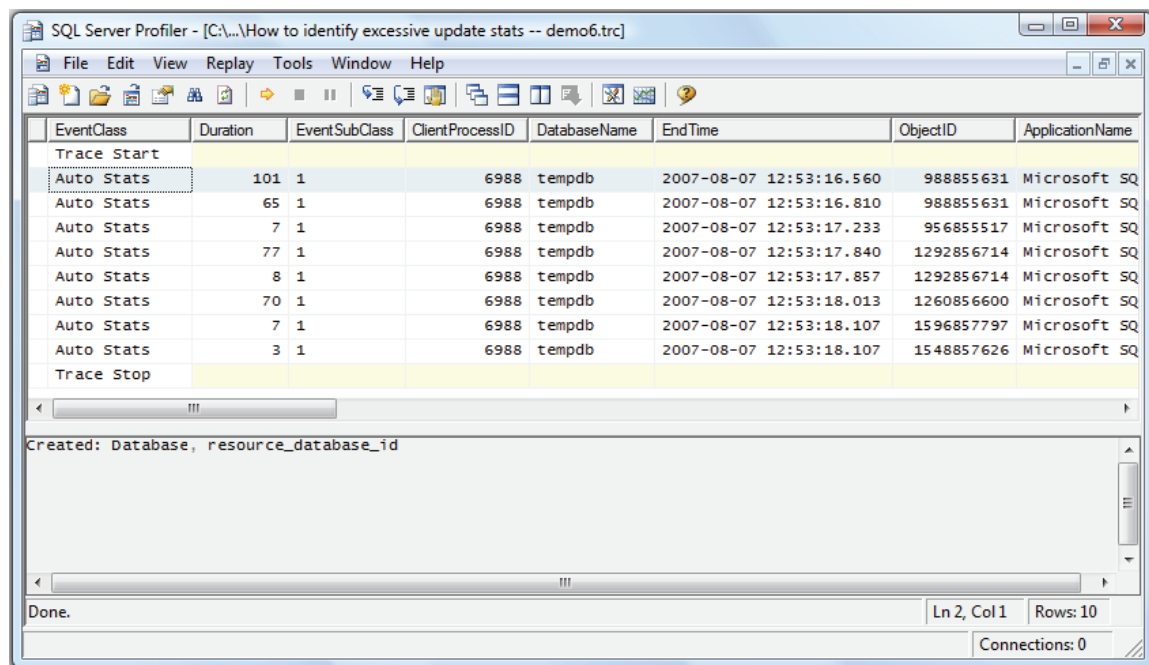 SQL Server Profiler - [C:\...\How to identify excessive update stats -- demo6.trc]
File Edit View Replay Tools Window Help
EventClass Duration EventSubClass ClientProcessID DatabaseName EndTime ObjectID ApplicationName
Trace Start
Auto Stats 101 1 6988 tempdb 2007-08-07 12:53:16.560 988855631 Microsoft SQ
Auto Stats 65 1 6988 tempdb 2007-08-07 12:53:16.810 988855631 Microsoft SQ
Auto Stats 7 1 6988 tempdb 2007-08-07 12:53:17.233 956855517 Microsoft SQ
Auto Stats 77 1 6988 tempdb 2007-08-07 12:53:17.840 1292856714 Microsoft SQ
Auto Stats 8 1 6988 tempdb 2007-08-07 12:53:17.857 1292856714 Microsoft SQ
Auto Stats 70 1 6988 tempdb 2007-08-07 12:53:18.013 1260856600 Microsoft SQ
Auto Stats 7 1 6988 tempdb 2007-08-07 12:53:18.107 1596857797 Microsoft SQ
Auto Stats 3 1 6988 tempdb 2007-08-07 12:53:18.107 1548857626 Microsoft SQ
Trace Stop
Created: Database, resource_database_id
Done. Ln 2, Col 1 Rows: 10
Connections: 0